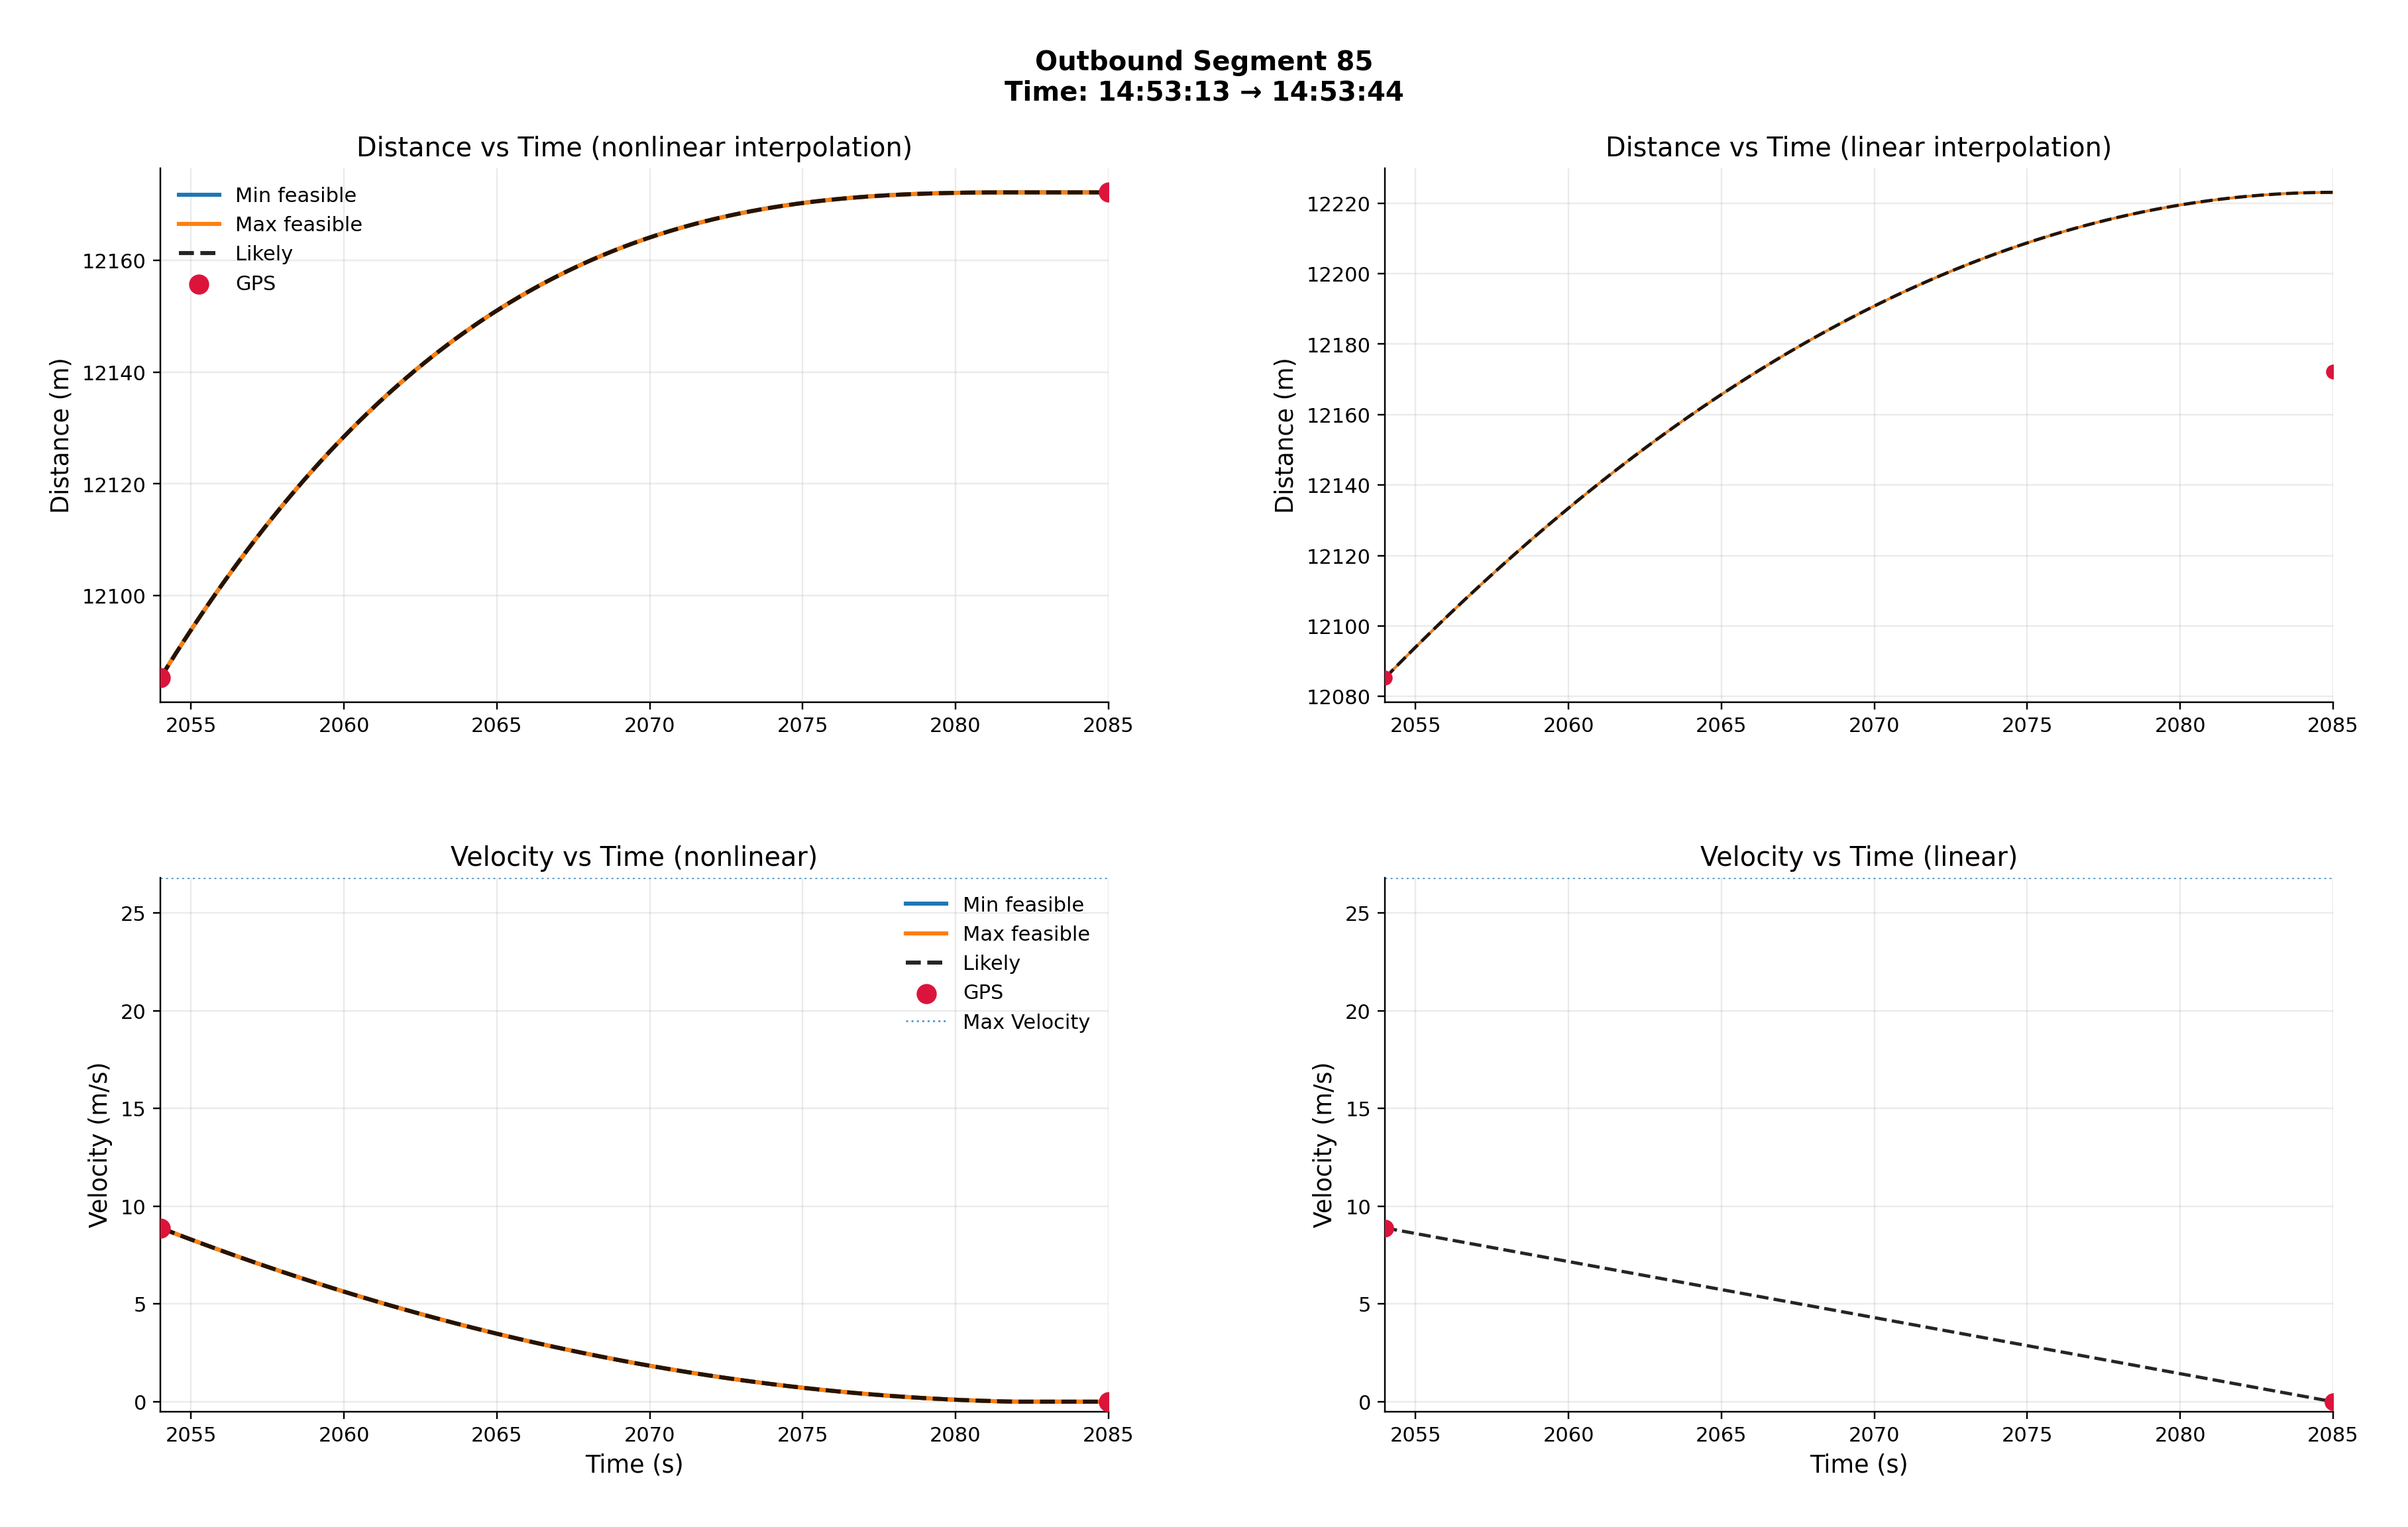 Outbound Segment 85
Time: 14:53:13 → 14:53:44
Distance vs Time (nonlinear interpolation)
Distance (m)
12160
12140
12120
12100
2055 2060 2065 2070 2075 2080 2085
Min feasible
Max feasible
Likely
GPS
Distance vs Time (linear interpolation)
Distance (m)
12220
12200
12180
12160
12140
12120
12100
12080
2055 2060 2065 2070 2075 2080 2085
Velocity vs Time (nonlinear)
Velocity (m/s)
25
20
15
10
5
0
2055 2060 2065 2070 2075 2080 2085
Time (s)
Min feasible
Max feasible
Likely
GPS
Max Velocity
Velocity vs Time (linear)
Velocity (m/s)
25
20
15
10
5
0
2055 2060 2065 2070 2075 2080 2085
Time (s)